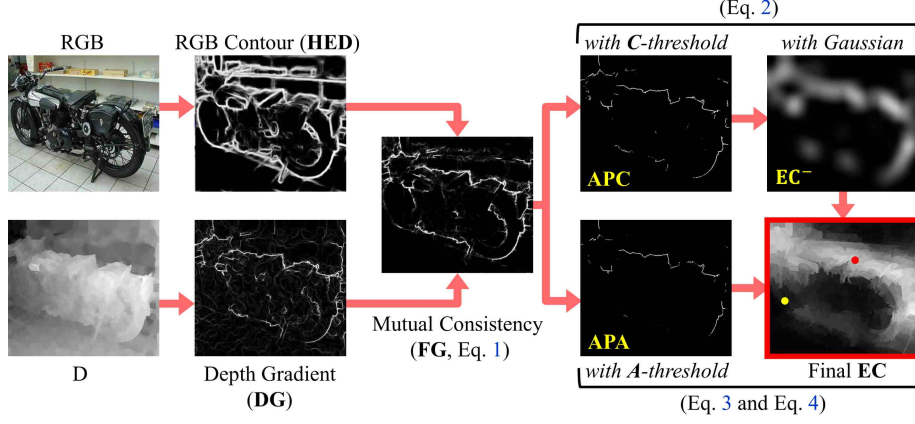 (Eq. 2)
RGB
RGB Contour (HED)
with C-threshold
with Gaussian
APC
EC⁻
Mutual Consistency
(FG, Eq. 1)
APA
D
Depth Gradient
(DG)
with A-threshold
Final EC
(Eq. 3 and Eq. 4)